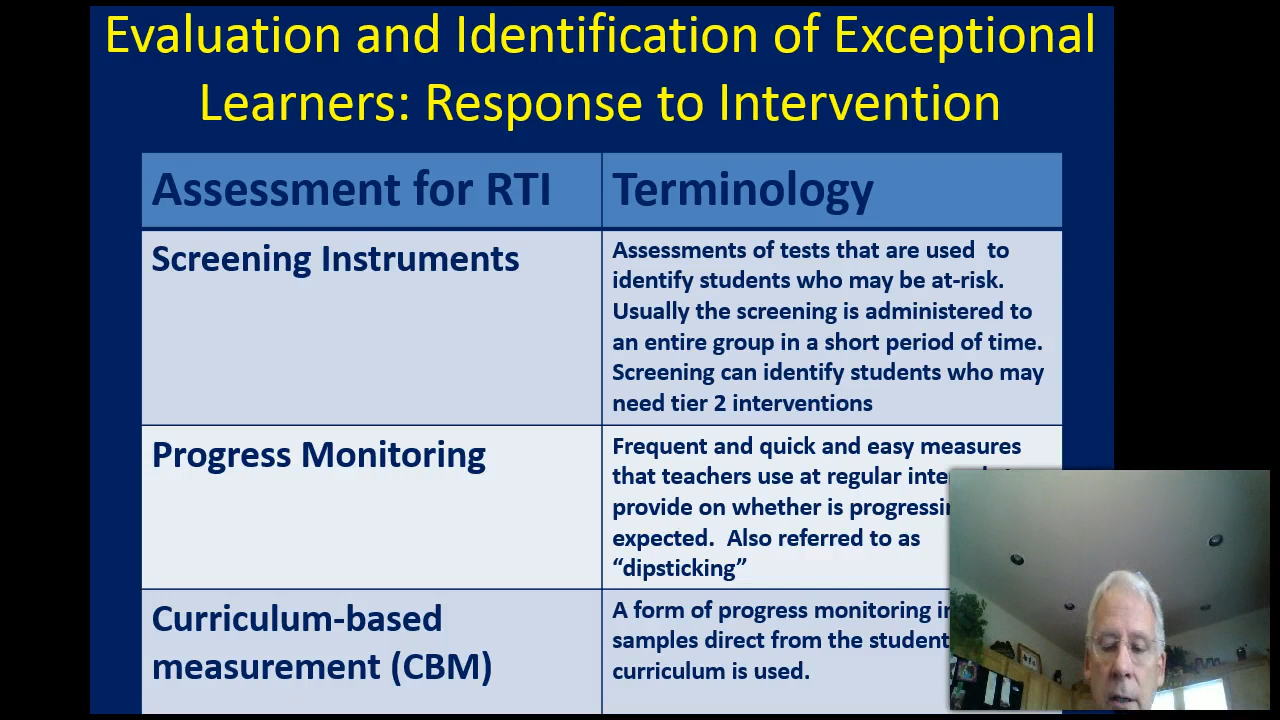 Evaluation and Identification of Exceptional
Learners: Response to Intervention
Assessment for RTI
Terminology
Screening Instruments
Assessments of tests that are used to
identify students who may be at-risk.
Usually the screening is administered to
an entire group in a short period of time.
Screening can identify students who may
need tier 2 interventions
Progress Monitoring
Frequent and quick and easy measures
that teachers use at regular
provide on whether is
expected. Also referred to as
“dipsticking”
Curriculum-based
measurement (CBM)
A form of progress monitoring
samples direct from the
curriculum is used.